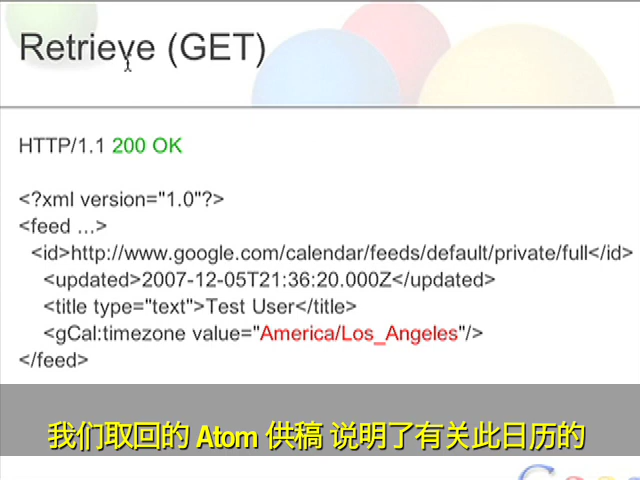 Retrieve (GET)
HTTP/1.1 200 OK
<?xml version="1.0"?>
<feed ...>
<id>http://www.google.com/calendar/feeds/default/private/full</id>
<updated>2007-12-05T21:36:20.000Z</updated>
<title type="text">Test User</title>
<gCal:timezone value="America/Los_Angeles"/>
</feed>
我们取回的 Atom 供稿 说明了有关此日历的